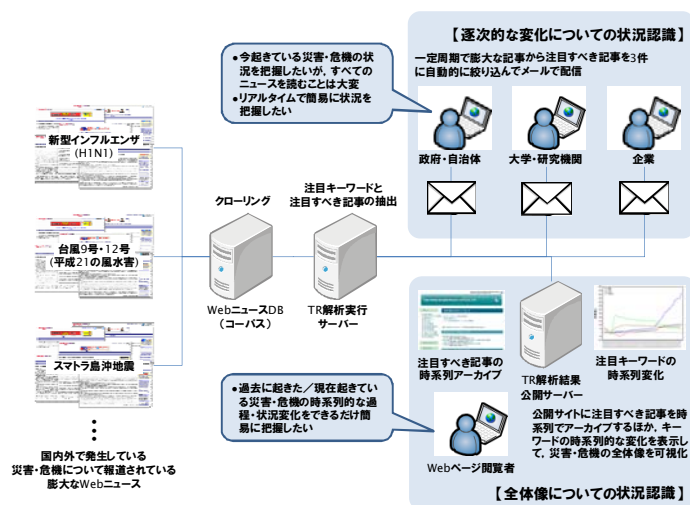 【逐次的な変化についての状況認識】
一定周期で膨大な記事から注目すべき記事を3件
に自動的に絞り込んでメールで配信
●今起きている災害・危機の状
況を把握したいが，すべての
ニュースを読むことは大変
●リアルタイムで簡易に状況を
把握したい
政府・自治体
大学・研究機関
企業
新型インフルエンザ
(H1N1)
台風9号・12号
(平成21の風水害)
スマトラ島沖地震
国内外で発生している
災害・危機について報道されている
膨大なWebニュース
クローリング
WebニュースDB
（コーパス）
注目キーワードと
注目すべき記事の抽出
TR解析実行
サーバー
注目すべき記事の
時系列アーカイブ
TR解析結果
公開サーバー
注目キーワードの
時系列変化
●過去に起きた／現在起きてい
る災害・危機の時系列的な過
程・状況変化をできるだけ簡
易に把握したい
Webページ閲覧者
公開サイトに注目すべき記事を時
系列でアーカイブするほか，キー
ワードの時系列的な変化を表示し
て，災害・危機の全体像を可視化
【全体像についての状況認識】